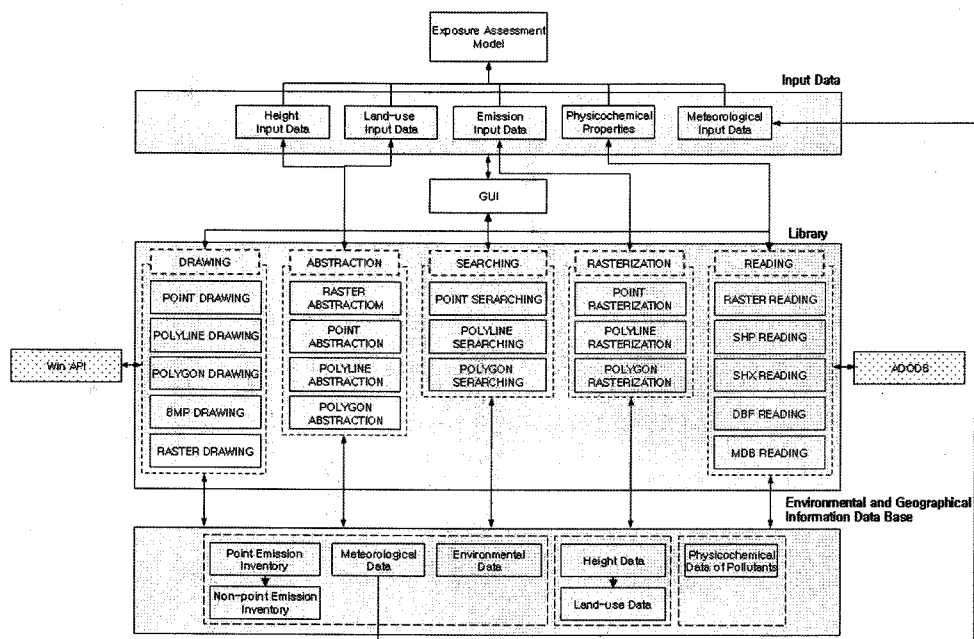 Exposure Assessment
Model
Input Data
Height
Input Data
Land-use
Input Data
Emission
Input Data
Physicochemical
Properties
Meteorological
Input Data
GUI
Library
DRAWING
POINT DRAWING
POLYLINE DRAWING
POLYGON DRAWING
BMP DRAWING
RASTER DRAWING
ABSTRACTION
RASTER
ABSTRACTIOM
POINT
ABSTRACTION
POLYLINE
ABSTRACTION
POLYGON
ABSTRACTION
SEARCHING
POINT SERARCHING
POLYLINE
SERARCHING
POLYGON
SERARCHING
RASTERIZATION
POINT
RASTERIZATION
POLYLINE
RASTERIZATION
POLYGON
RASTERIZATION
READING
RASTER READING
SHP READING
SHX READING
DBF READING
MDB READING
Win API
ADODB
Environmental and Geographical
Information Data Base
Point Emission
Inventory
Non-point Emission
Inventory
Meteorological
Data
Environmental
Data
Height Data
Land-use Data
Physicochemical
Data of Pollutants